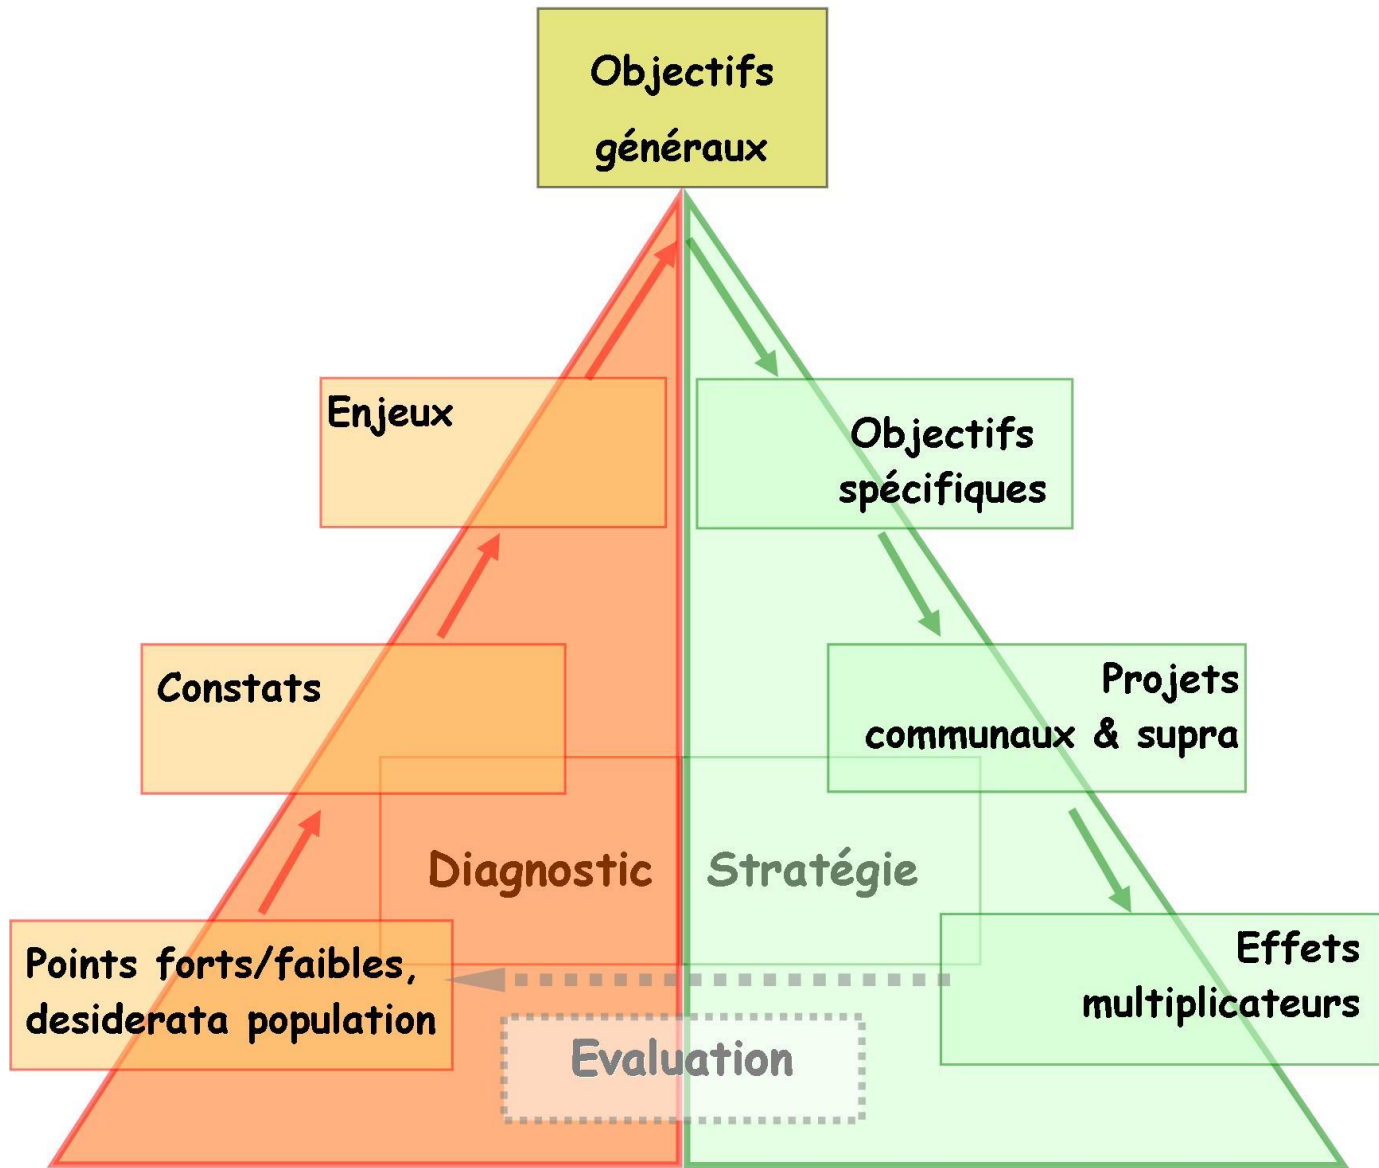 Objectifs
généraux
Enjeux
Objectifs
spécifiques
Constats
Projets
communaux & supra
Diagnostic
Stratégie
Points forts/faibles,
desiderata population
Effets
multiplicateurs
Evaluation